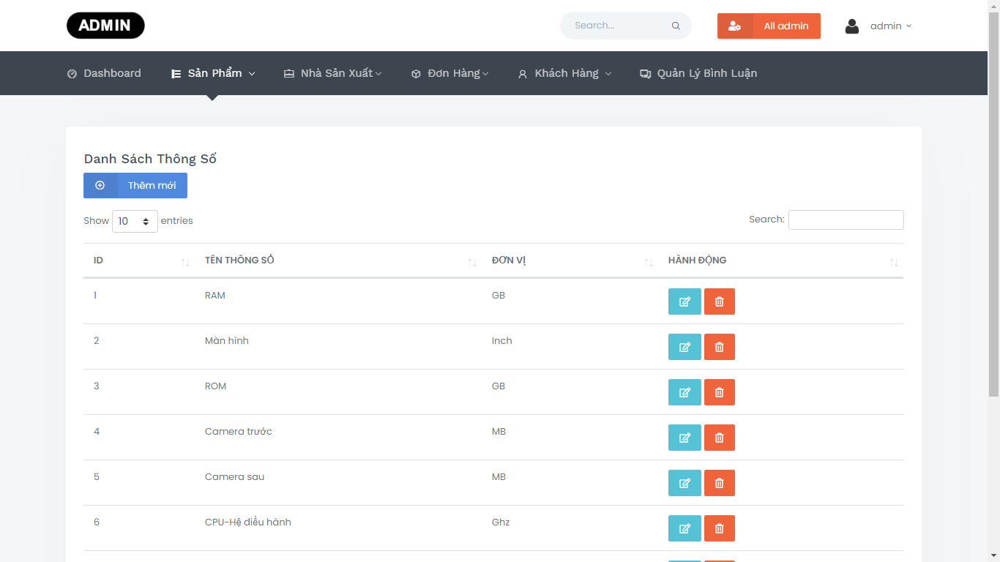 ADMIN
Search...
All admin
admin
Dashboard
Sản Phẩm
Nhà Sản Xuất
Đơn Hàng
Khách Hàng
Quản Lý Bình Luận
Danh Sách Thông Số
Thêm mới
Show 10 entries
Search:
ID TÊN THÔNG SỐ ĐƠN VỊ HÀNH ĐỘNG
1 RAM GB
2 Màn hình Inch
3 ROM GB
4 Camera trước MB
5 Camera sau MB
6 CPU-Hệ điều hành Ghz